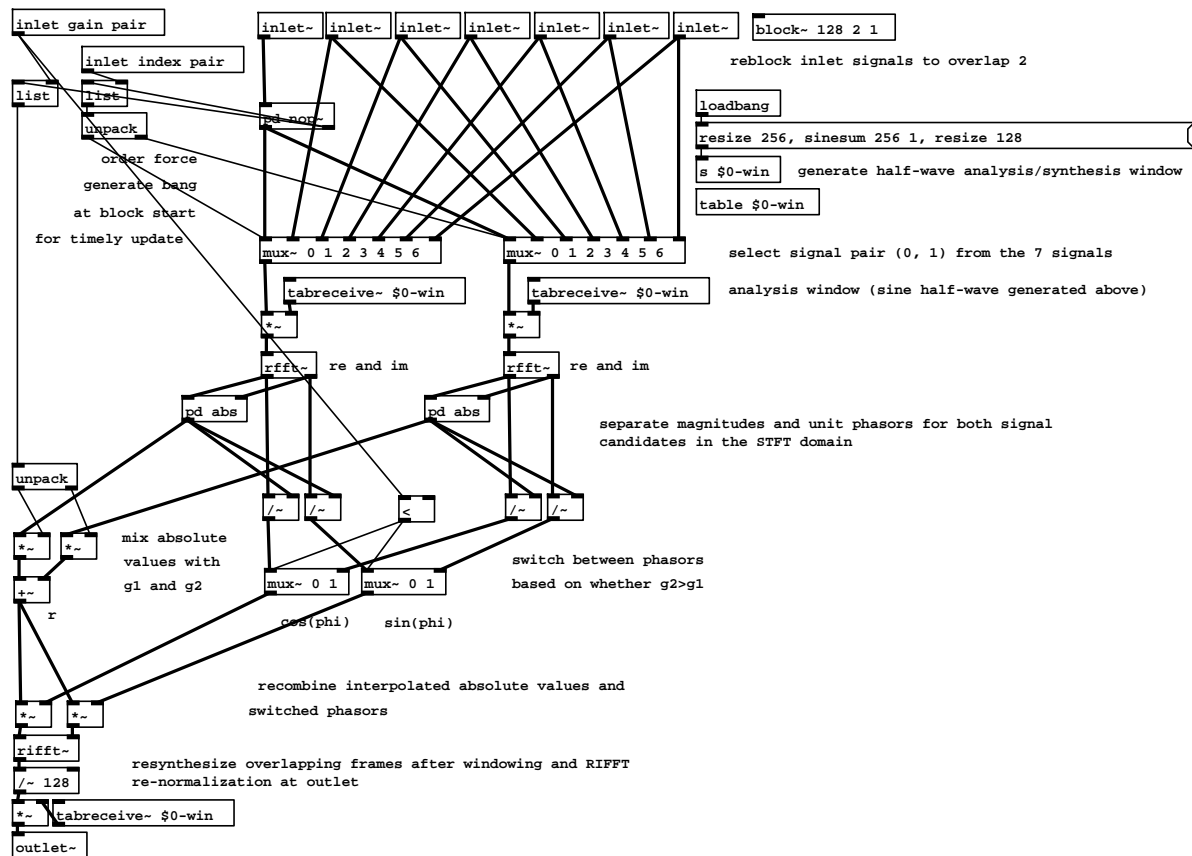 inlet gain pair
inlet~ inlet~ inlet~ inlet~ inlet~ inlet~ inlet~
block~ 128 2 1
inlet index pair
reblock inlet signals to overlap 2
list
list
loadbang
pd nop~
unpack
resize 256, sinesum 256 1, resize 128
order force
generate bang
at block start
for timely update
s $0-win
generate half-wave analysis/synthesis window
table $0-win
mux~ 0 1 2 3 4 5 6
mux~ 0 1 2 3 4 5 6
select signal pair (0, 1) from the 7 signals
tabreceive~ $0-win
tabreceive~ $0-win
analysis window (sine half-wave generated above)
*~
*~
rfft~
re and im
rfft~
re and im
pd abs
pd abs
separate magnitudes and unit phasors for both signal
candidates in the STFT domain
unpack
/~
/~
<
/~
/~
*~
*~
mix absolute
values with
g1 and g2
switch between phasors
based on whether g2>g1
mux~ 0 1
mux~ 0 1
+~
r
cos(phi)
sin(phi)
recombine interpolated absolute values and
switched phasors
*~
*~
rifft~
resynthesize overlapping frames after windowing and RIFFT
re-normalization at outlet
/~ 128
*~
tabreceive~ $0-win
outlet~